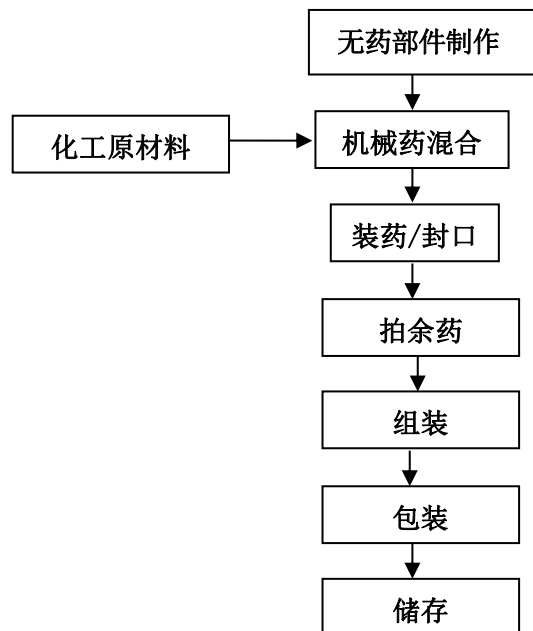 无药部件制作
化工原材料
机械药混合
装药/封口
拍余药
组装
包装
储存